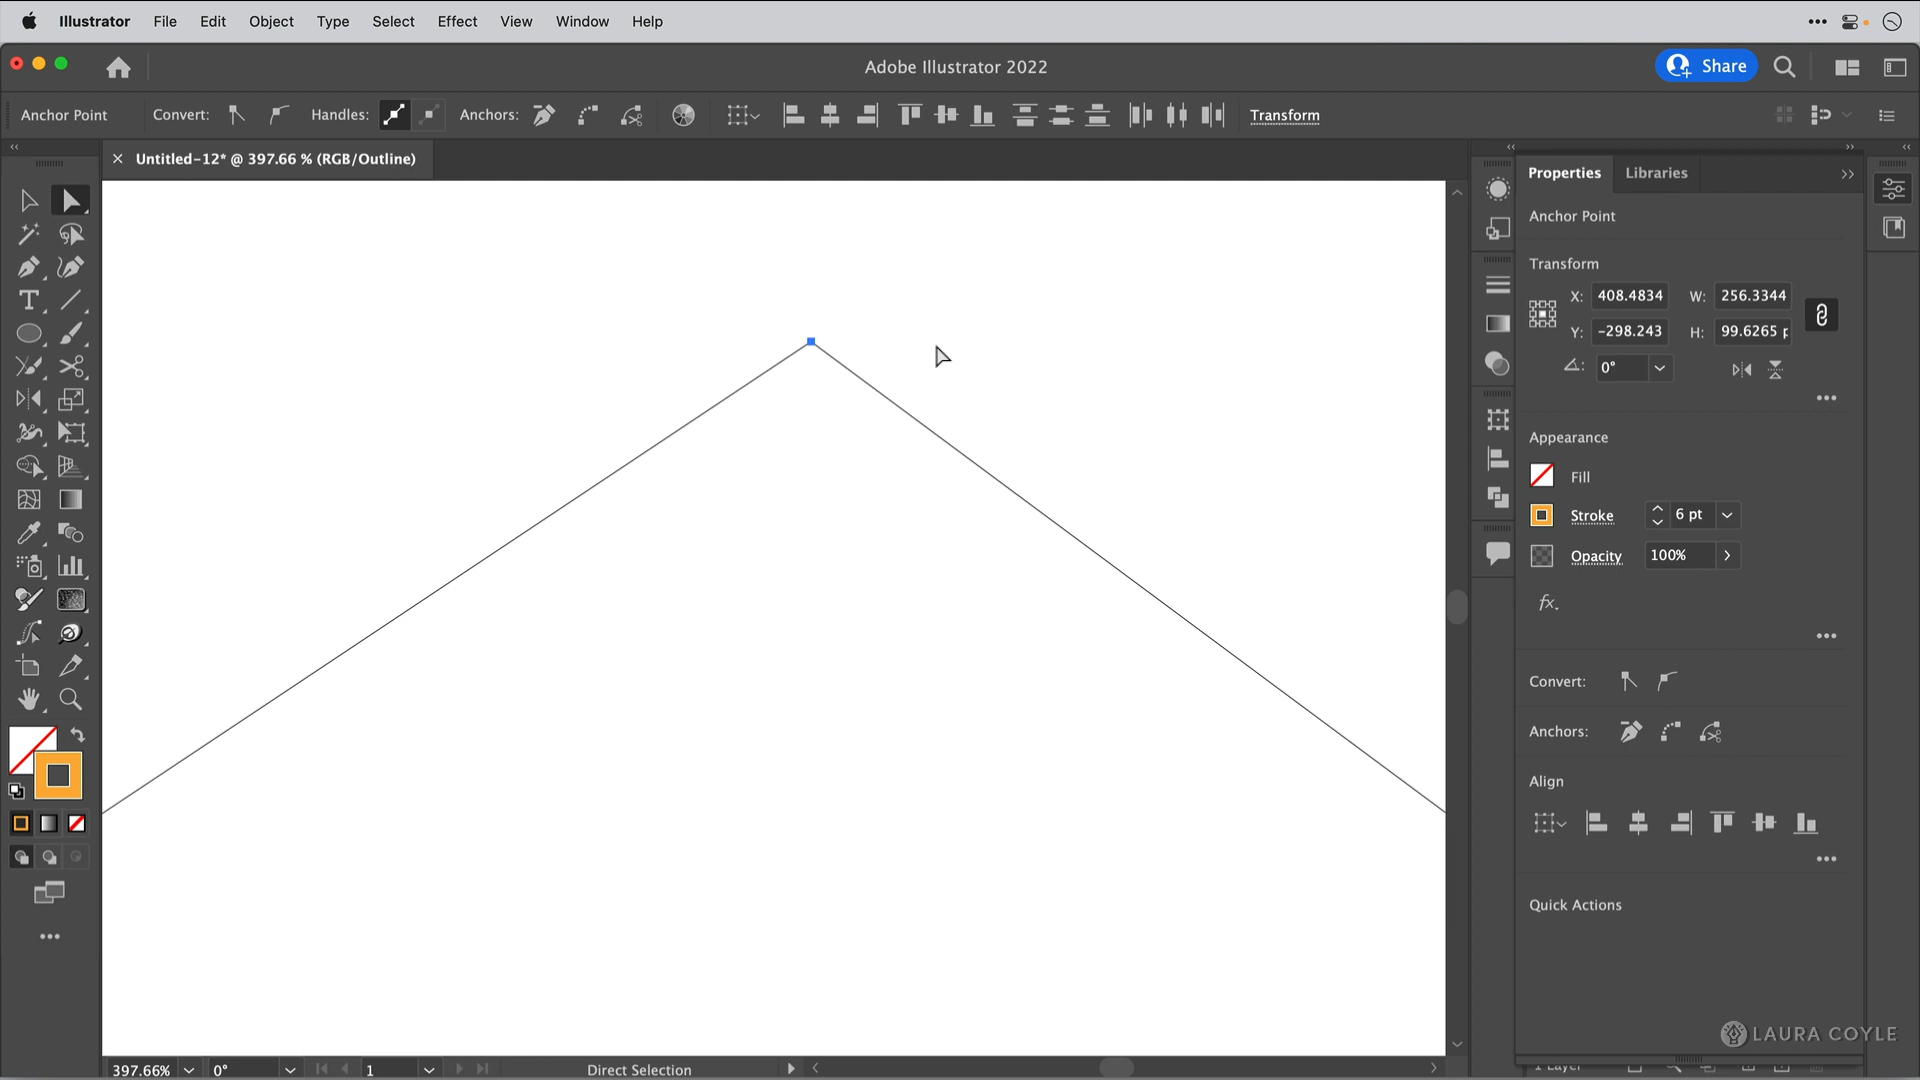 Illustrator File Edit Object Type Select Effect View Window Help
Adobe Illustrator 2022
Share
Anchor Point Convert: Handles: Anchors: Transform
Untitled-12* @ 397.66 % (RGB/Outline)
Properties Libraries
Anchor Point
Transform
X: 408.4834 W: 256.3344
Y: -298.243 H: 99.6265 p
0°
Appearance
Fill
Stroke 6 pt
Opacity 100%
fx.
Convert:
Anchors:
Align
Quick Actions
LAURA COYLE
1 Layer
397.66% 0° 1 Direct Selection